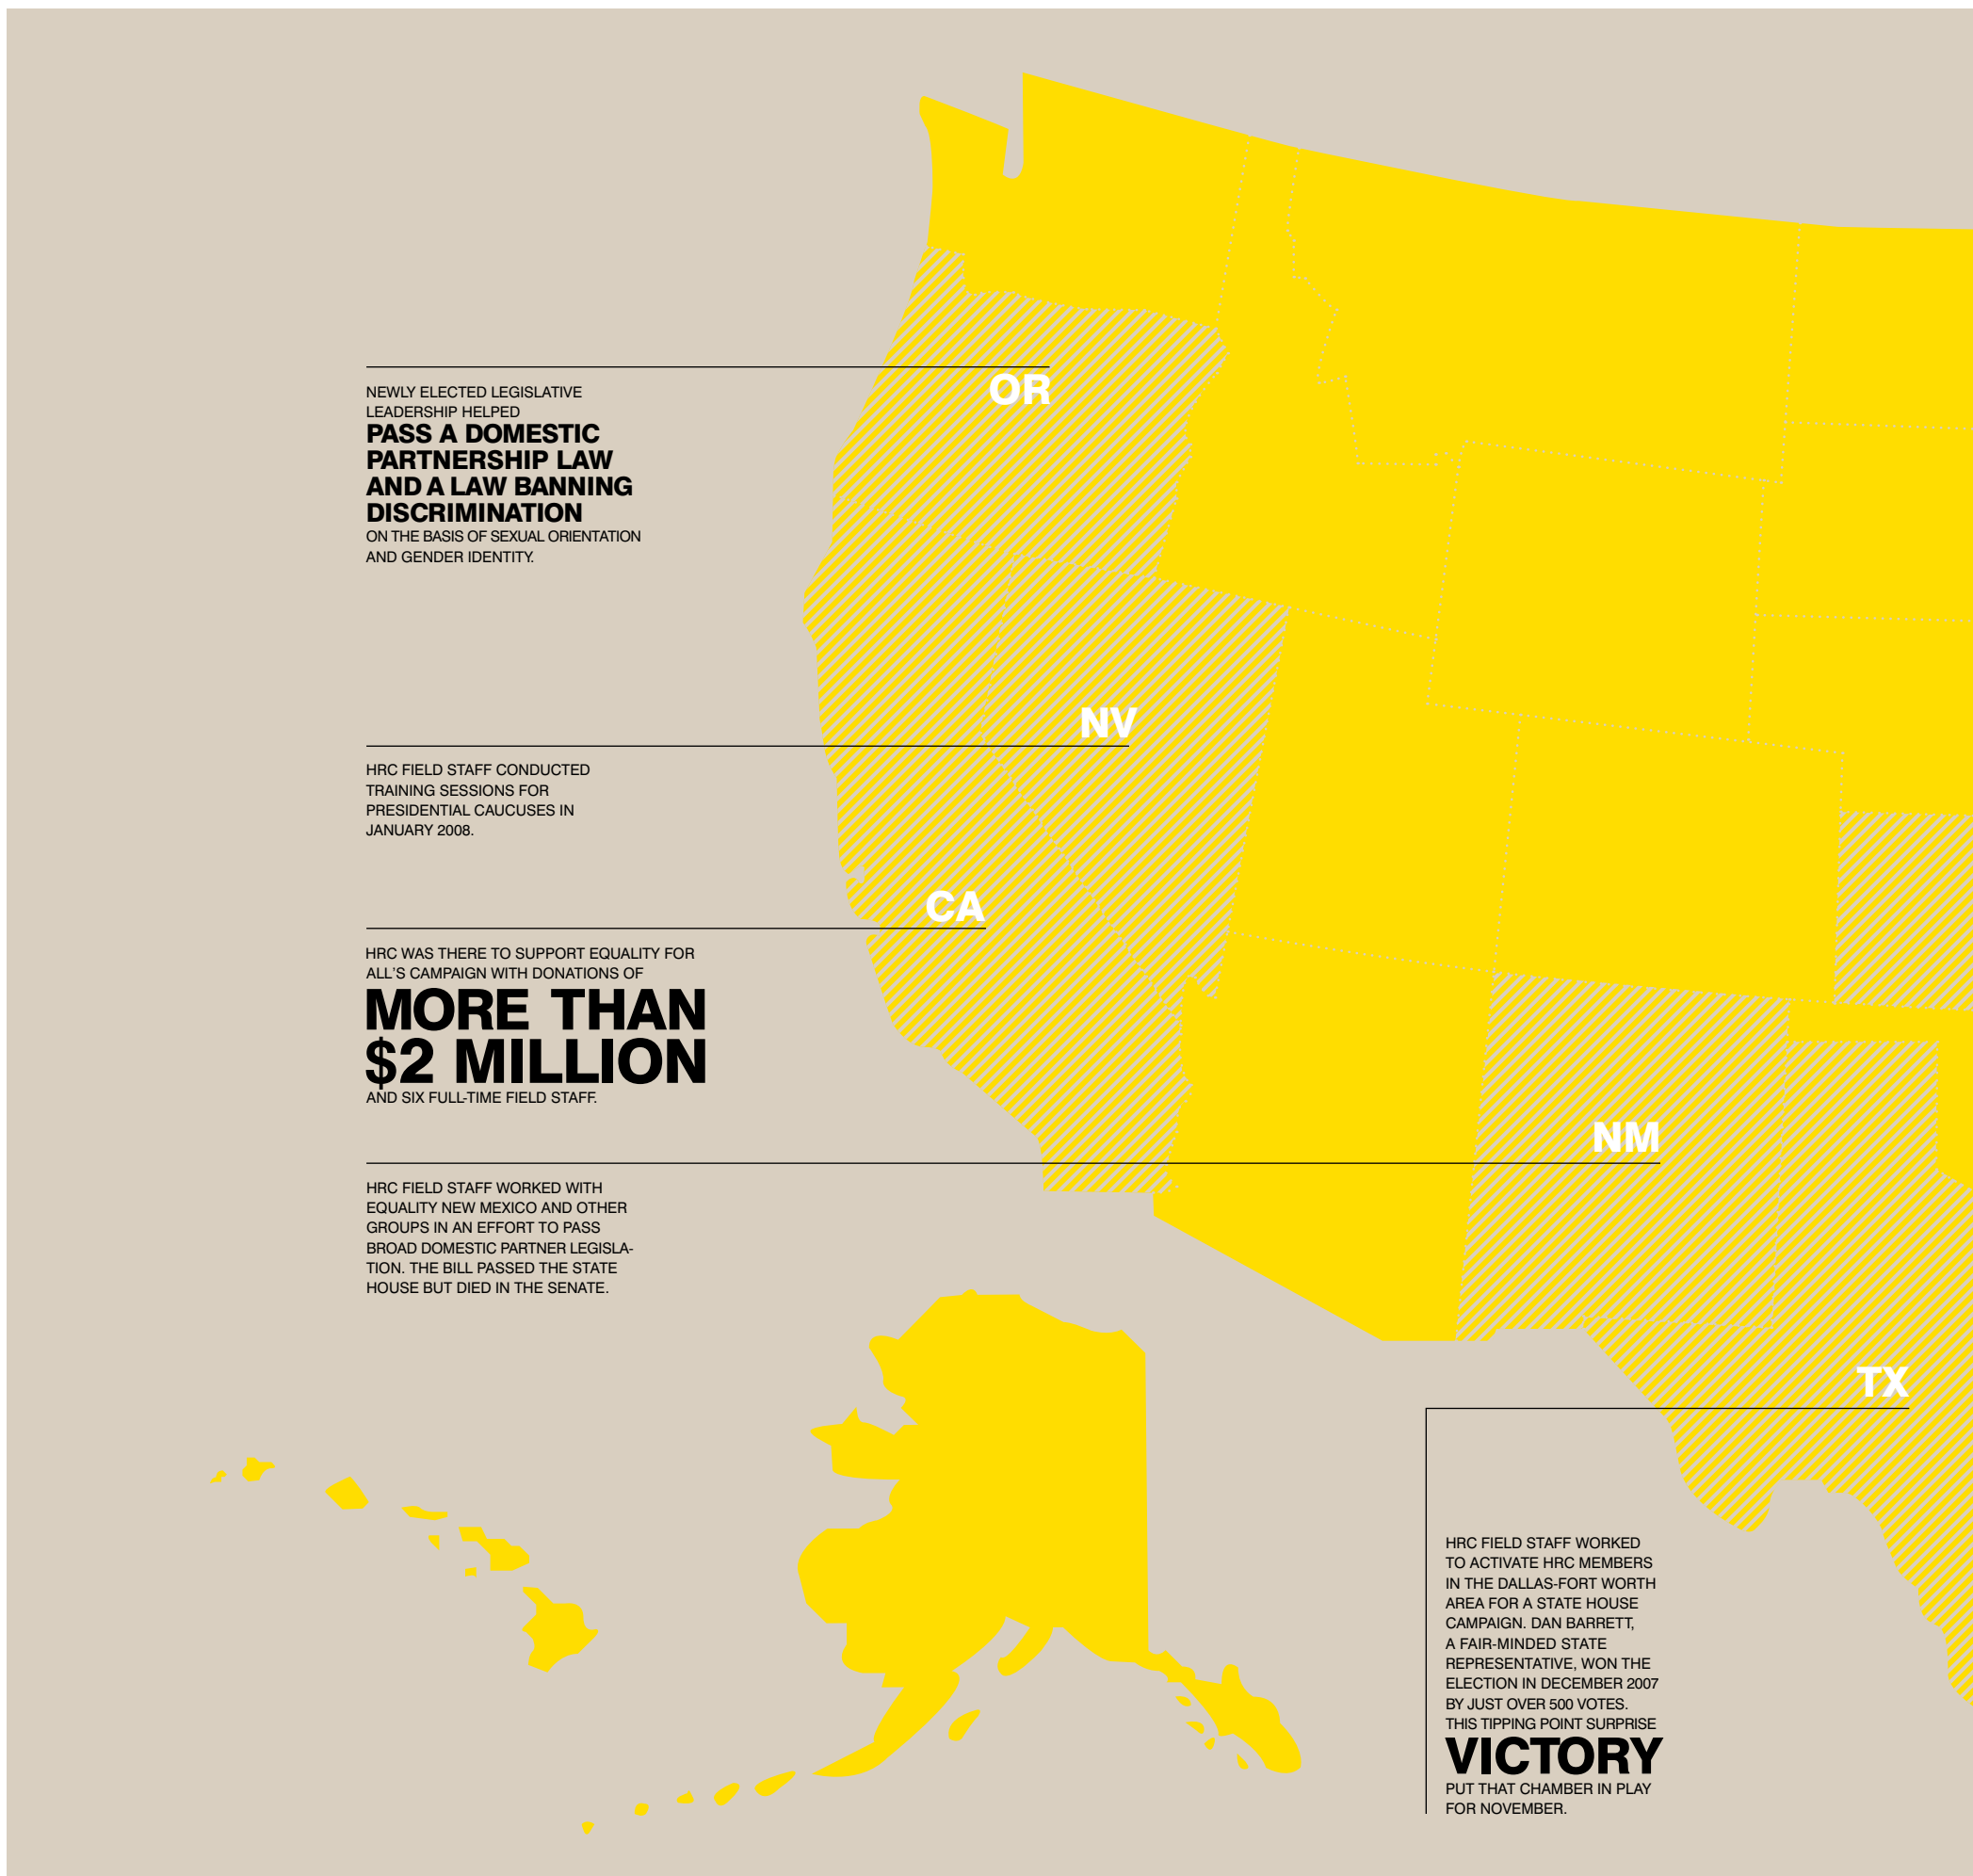 OR
NEWLY ELECTED LEGISLATIVE
LEADERSHIP HELPED
PASS A DOMESTIC
PARTNERSHIP LAW
AND A LAW BANNING
DISCRIMINATION
ON THE BASIS OF SEXUAL ORIENTATION
AND GENDER IDENTITY.
NV
HRC FIELD STAFF CONDUCTED
TRAINING SESSIONS FOR
PRESIDENTIAL CAUCUSES IN
JANUARY 2008.
CA
HRC WAS THERE TO SUPPORT EQUALITY FOR
ALL'S CAMPAIGN WITH DONATIONS OF
MORE THAN
$2 MILLION
AND SIX FULL-TIME FIELD STAFF.
NM
HRC FIELD STAFF WORKED WITH
EQUALITY NEW MEXICO AND OTHER
GROUPS IN AN EFFORT TO PASS
BROAD DOMESTIC PARTNER LEGISLA-
TION. THE BILL PASSED THE STATE
HOUSE BUT DIED IN THE SENATE.
TX
HRC FIELD STAFF WORKED
TO ACTIVATE HRC MEMBERS
IN THE DALLAS-FORT WORTH
AREA FOR A STATE HOUSE
CAMPAIGN. DAN BARRETT,
A FAIR-MINDED STATE
REPRESENTATIVE, WON THE
ELECTION IN DECEMBER 2007
BY JUST OVER 500 VOTES.
THIS TIPPING POINT SURPRISE
VICTORY
PUT THAT CHAMBER IN PLAY
FOR NOVEMBER.